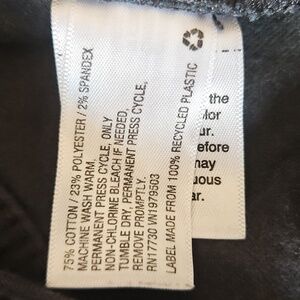 75% COTTON / 23% POLYESTER / 2% SPANDEX
MACHINE WASH WARM,
PERMANENT PRESS CYCLE, ONLY
NON-CHLORINE BLEACH IF NEEDED,
TUMBLE DRY, PERMANENT PRESS CYCLE,
REMOVE PROMPTLY.
RN17730 VN1979503
LABEL MADE FROM 100% RECYCLED PLASTIC
the
lor
ur.
efore
may
uous
ar.